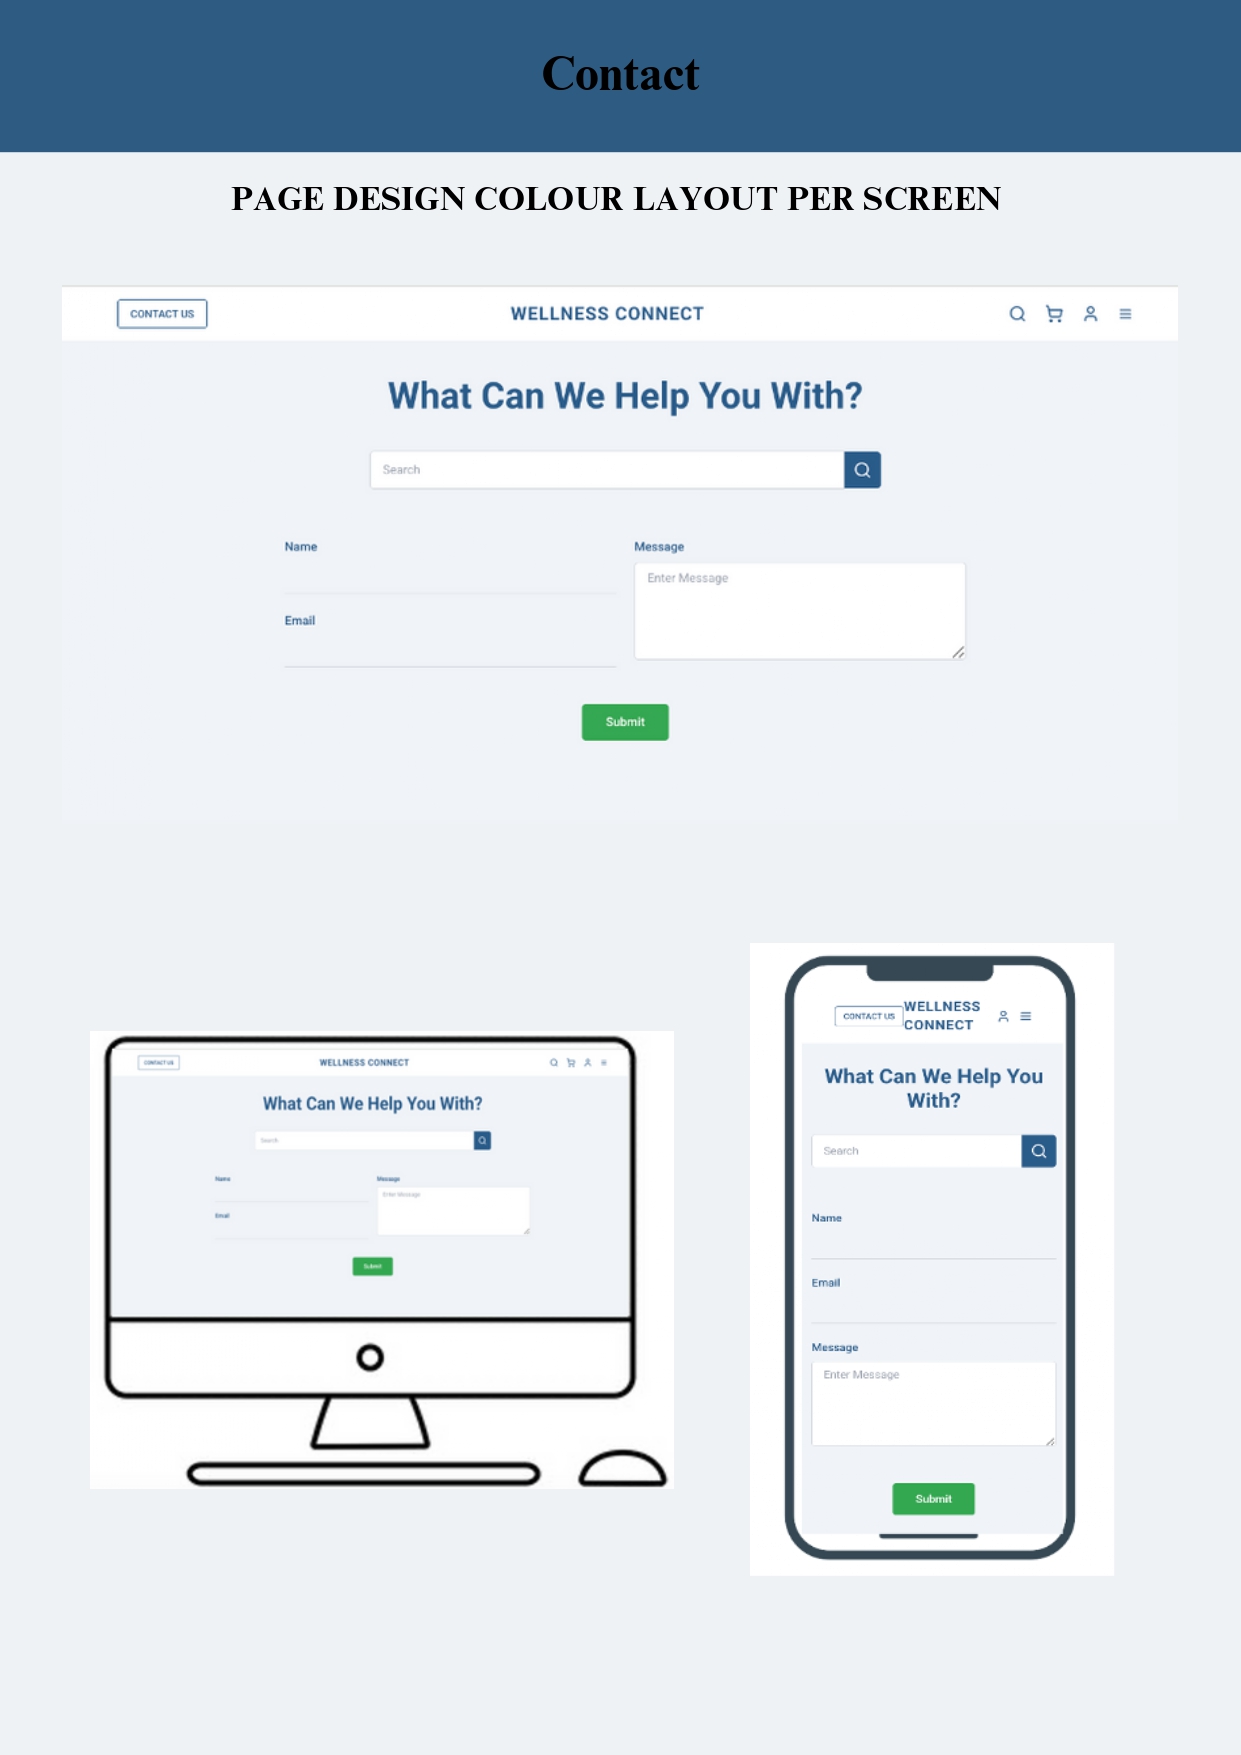 Contact
PAGE DESIGN COLOUR LAYOUT PER SCREEN
CONTACT US
WELLNESS CONNECT
What Can We Help You With?
Search
Name
Message
Enter Message
Email
Submit
CONTACT US
WELLNESS CONNECT
What Can We Help You With?
Search
Name
Message
Enter Message
Email
Submit
CONTACT US
WELLNESS
CONNECT
What Can We Help You
With?
Search
Name
Email
Message
Enter Message
Submit